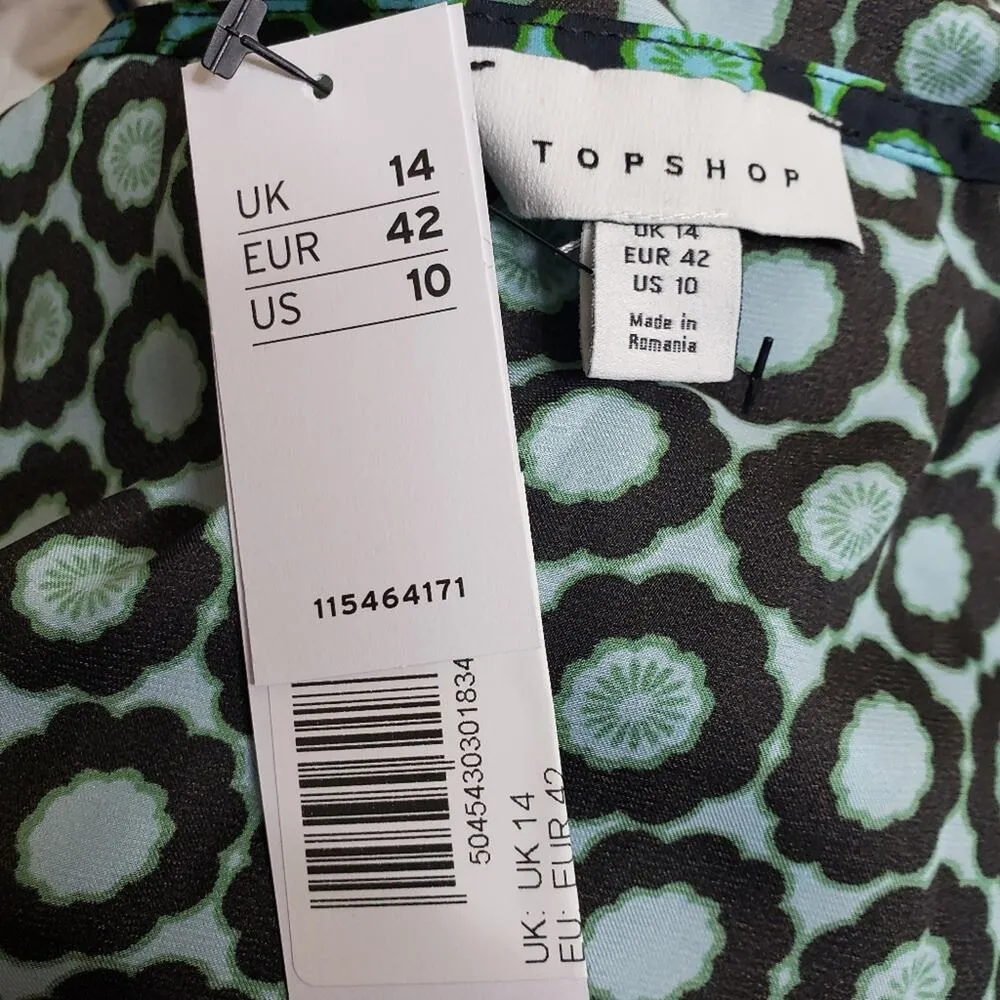 UK 14
EUR 42
US 10
115464171
5045430301834
UK: UK 14
EU: EUR 42
TOPSHOP
UK 14
EUR 42
US 10
Made in
Romania